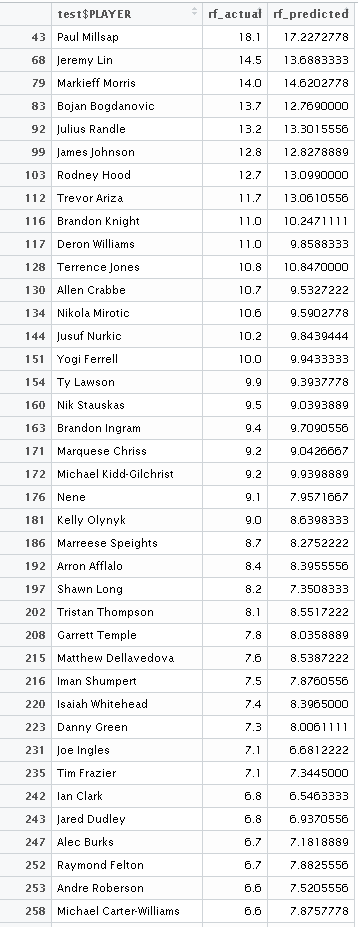 test$PLAYER rf_actual rf_predicted
43 Paul Millsap 18.1 17.2272778
68 Jeremy Lin 14.5 13.6883333
79 Markieff Morris 14.0 14.6202778
83 Bojan Bogdanovic 13.7 12.7690000
92 Julius Randle 13.2 13.3015556
99 James Johnson 12.8 12.8278889
103 Rodney Hood 12.7 13.0990000
112 Trevor Ariza 11.7 13.0610556
116 Brandon Knight 11.0 10.2471111
117 Deron Williams 11.0 9.8588333
128 Terrence Jones 10.8 10.8470000
130 Allen Crabbe 10.7 9.5327222
134 Nikola Mirotic 10.6 9.5902778
144 Jusuf Nurkic 10.2 9.8439444
151 Yogi Ferrell 10.0 9.9433333
154 Ty Lawson 9.9 9.3937778
160 Nik Stauskas 9.5 9.0393889
163 Brandon Ingram 9.4 9.7090556
171 Marquese Chriss 9.2 9.0426667
172 Michael Kidd-Gilchrist 9.2 9.9398889
176 Nene 9.1 7.9571667
181 Kelly Olynyk 9.0 8.6398333
186 Marreese Speights 8.7 8.2752222
192 Arron Afflalo 8.4 8.3955556
197 Shawn Long 8.2 7.3508333
202 Tristan Thompson 8.1 8.5517222
208 Garrett Temple 7.8 8.0358889
215 Matthew Dellavedova 7.6 8.5387222
216 Iman Shumpert 7.5 7.8760556
220 Isaiah Whitehead 7.4 8.3965000
223 Danny Green 7.3 8.0061111
231 Joe Ingles 7.1 6.6812222
235 Tim Frazier 7.1 7.3445000
242 Ian Clark 6.8 6.5463333
243 Jared Dudley 6.8 6.9370556
247 Alec Burks 6.7 7.1818889
252 Raymond Felton 6.7 7.8825556
253 Andre Roberson 6.6 7.5205556
258 Michael Carter-Williams 6.6 7.8757778